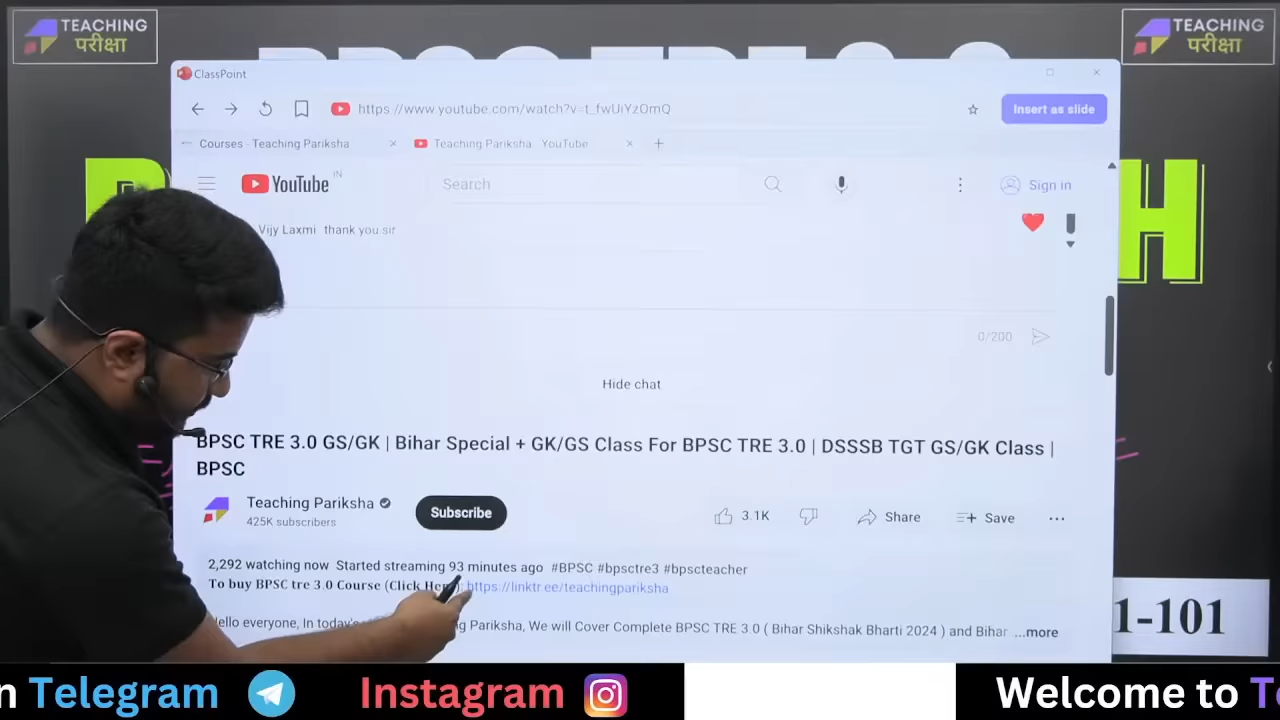 TEACHING
परीक्षा
TEACHING
परीक्षा
ClassPoint
https //www.youtube.com/watch?v=t_fwUiYzOmQ
Insert as slide
Courses - Teaching Pariksha
Teaching Pariksha YouTube
YouTube IN
Search
Sign in
Vijy Laxmi thank you sir
H
0/200
Hide chat
BPSC TRE 3.0 GS/GK | Bihar Special + GK/GS Class For BPSC TRE 3.0 | DSSSB TGT GS/GK Class |
BPSC
Teaching Pariksha
425K subscribers
Subscribe
3.1K
Share
Save
2,292 watching now Started streaming 93 minutes ago #BPSC #bpsctre3 #bpscteacher
To buy BPSC tre 3.0 Course (Click Here): https://linktr ee/teachingpariksha
Hello everyone, In today's Pariksha, We will Cover Complete BPSC TRE 3 0 ( Bihar Shikshak Bharti 2024 ) and Bihar ...more
1-101
n Telegram
Instagram
Welcome to